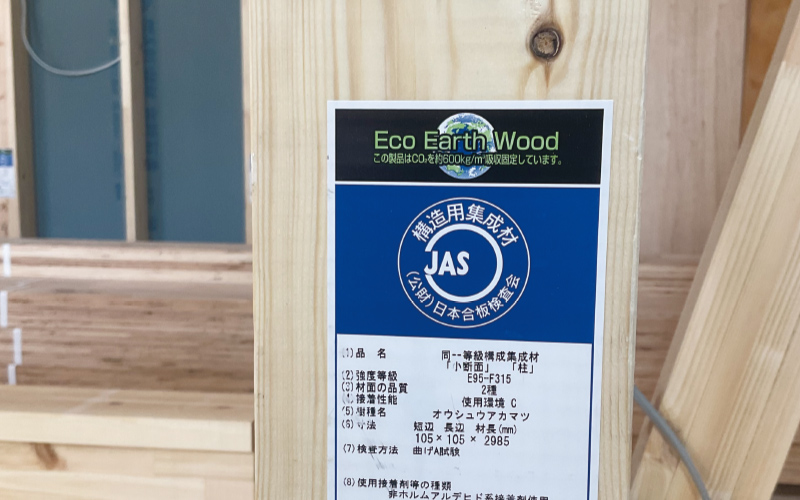 Eco Earth Wood
この製品はCO₂を約600kg/m³吸収固定しています。
構造用集成材
JAS
(公財)日本合板検査会
(1)品 名 同一等級構成集成材
「小断面」 「柱」
(2)強度等級 E95-F315
(3)材面の品質 2種
(4)接着性能 使用環境 C
(5)樹種名 オウシュウアカマツ
(6)寸法 短辺 長辺 材長(mm)
105×105×2985
(7)検査方法 曲げA試験
(8)使用接着剤等の種類
非ホルムアルデヒド系接着剤使用